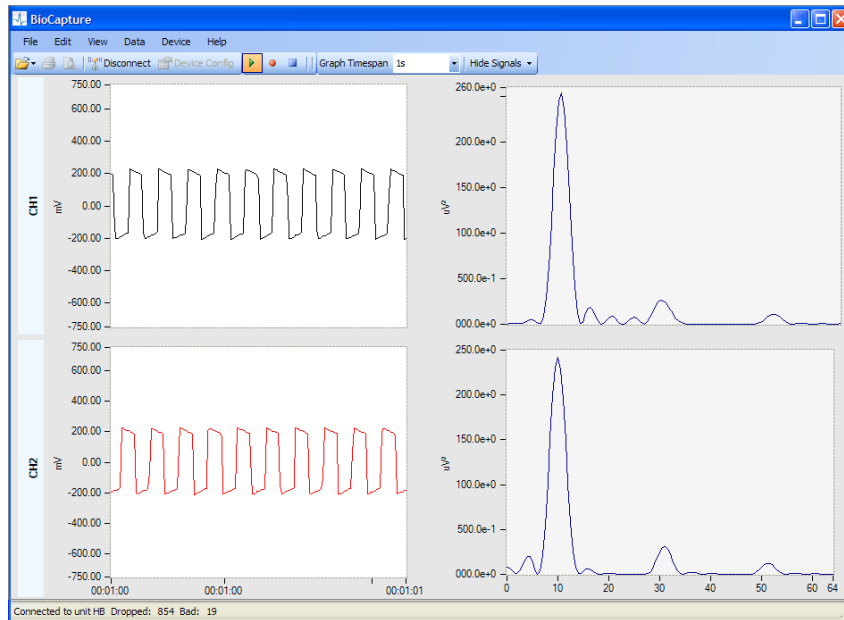 BioCapture
File Edit View Data Device Help
Disconnect Device Config Graph Timespan 1s Hide Signals
CH1
mV
750.00
600.00
400.00
200.00
0.00
-200.00
-400.00
-600.00
-750.00
uV²
260.0e+0
200.0e+0
150.0e+0
100.0e+0
500.0e-1
000.0e+0
CH2
mV
750.00
600.00
400.00
200.00
0.00
-200.00
-400.00
-600.00
-750.00
00:01:00 00:01:00 00:01:01
uV²
250.0e+0
200.0e+0
150.0e+0
100.0e+0
500.0e-1
000.0e+0
0 10 20 30 40 50 60 64
Connected to unit HB Dropped: 854 Bad: 19